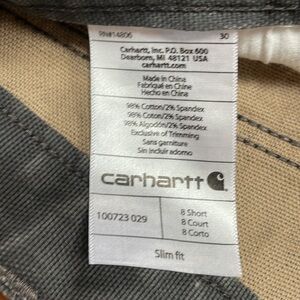 RN#14806 30
Carhartt, Inc. P.O. Box 600
Dearborn, MI 48121 USA
carhartt.com
Made in China
Fabriqué en Chine
Hecho en China
98% Cotton/2% Spandex
98% Coton/2% Spandex
98% Algodón/2% Spandex
Exclusive of Trimming
Sans garniture
Sin incluir adorno
carhartt
100723 029
8 Short
8 Court
8 Corto
Slim fit